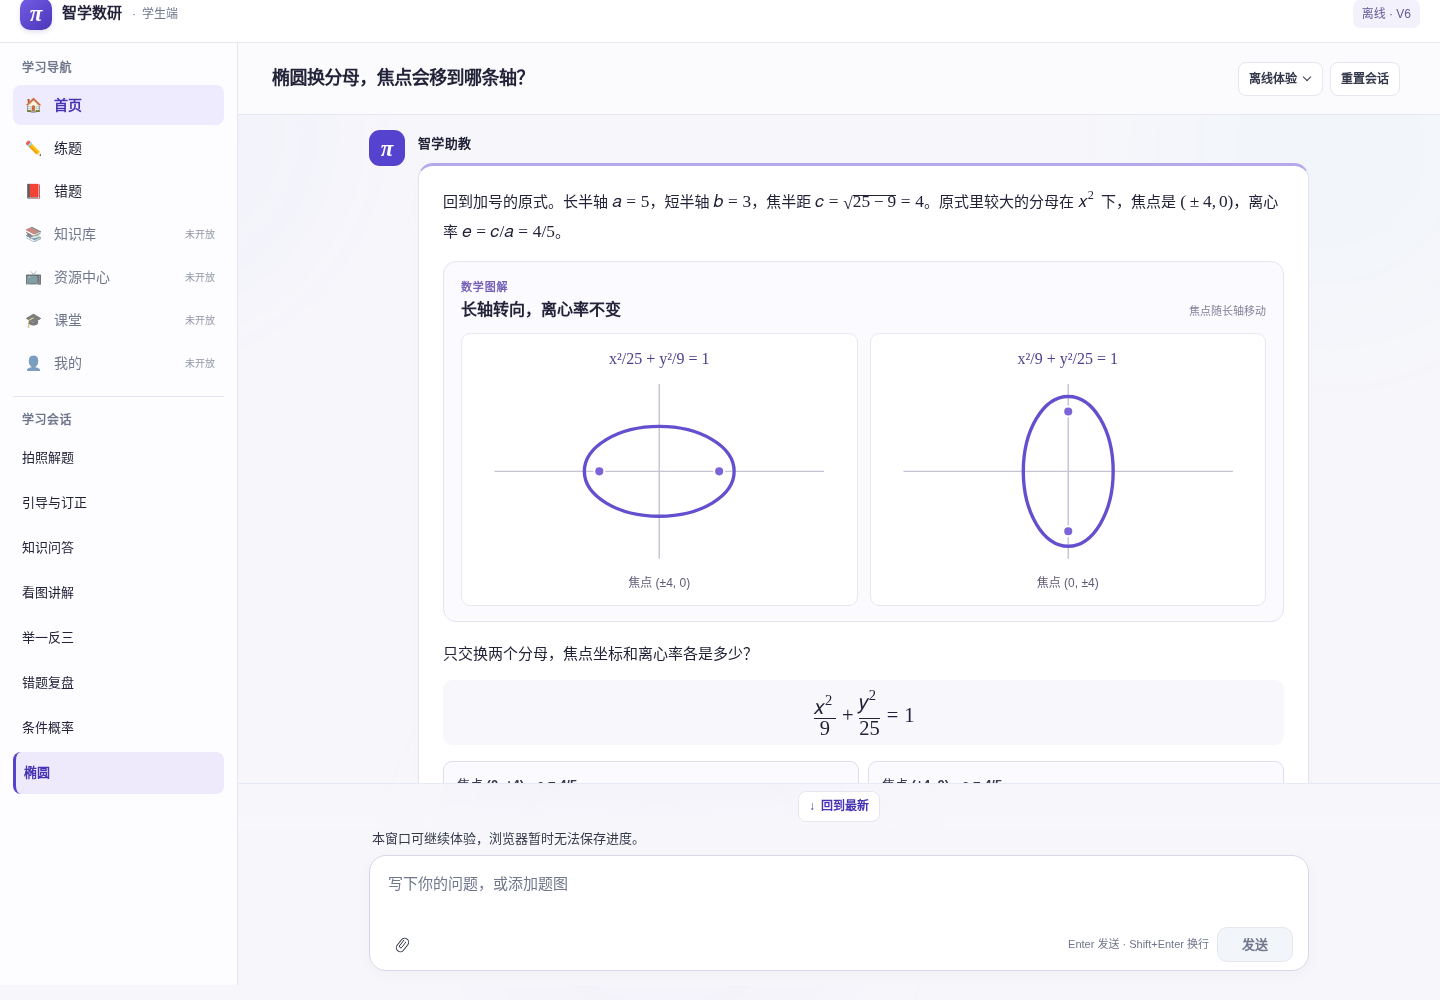 π 智学数研 · 学生端
离线 · V6
学习导航
首页
练题
错题
知识库 未开放
资源中心 未开放
课堂 未开放
我的 未开放
学习会话
拍照解题
引导与订正
知识问答
看图讲解
举一反三
错题复盘
条件概率
椭圆
椭圆换分母，焦点会移到哪条轴？
离线体验
重置会话
π 智学助教
回到加号的原式。长半轴 a = 5，短半轴 b = 3，焦半距 c = √25 − 9 = 4。原式里较大的分母在 x² 下，焦点是 ( ± 4, 0)，离心
率 e = c/a = 4/5。
数学图解
长轴转向，离心率不变
焦点随长轴移动
x²/25 + y²/9 = 1
焦点 (±4, 0)
x²/9 + y²/25 = 1
焦点 (0, ±4)
只交换两个分母，焦点坐标和离心率各是多少？
x²/9 + y²/25 = 1
↓ 回到最新
本窗口可继续体验，浏览器暂时无法保存进度。
写下你的问题，或添加题图
Enter 发送 · Shift+Enter 换行
发送